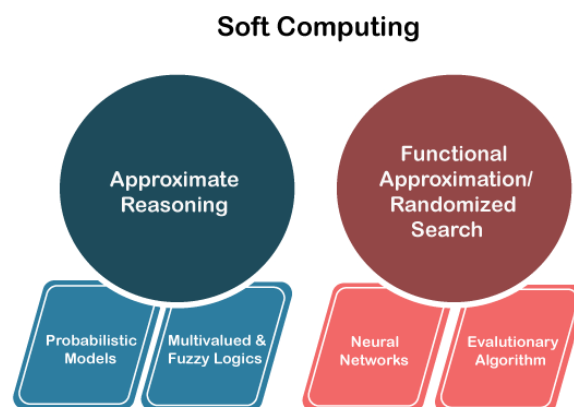 Soft Computing
Approximate
Reasoning
Functional
Approximation/
Randomized
Search
Probabilistic
Models
Multivalued &
Fuzzy Logics
Neural
Networks
Evalutionary
Algorithm